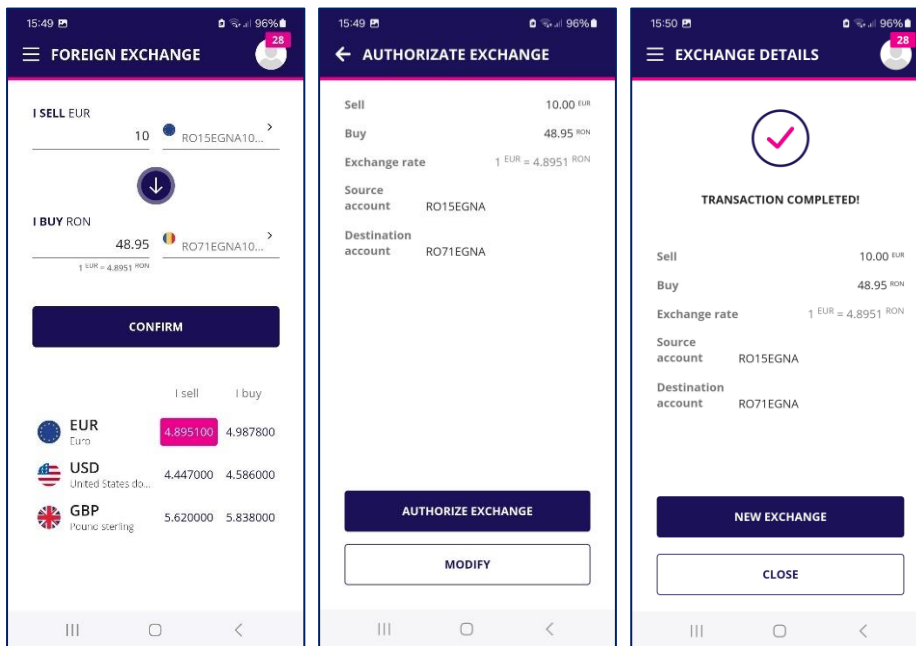 15:49 96%
28
FOREIGN EXCHANGE
I SELL EUR
10 RO15EGNA10... >
I BUY RON
48.95 RO71EGNA10... >
1 EUR = 4.8951 RON
CONFIRM
I sell I buy
EUR 4.895100 4.987800
Euro
USD 4.447000 4.586000
United States do...
GBP 5.620000 5.838000
Pound sterling
15:49 96%
AUTHORIZATE EXCHANGE
Sell 10.00 EUR
Buy 48.95 RON
Exchange rate 1 EUR = 4.8951 RON
Source
account RO15EGNA
Destination
account RO71EGNA
AUTHORIZE EXCHANGE
MODIFY
15:50 96%
28
EXCHANGE DETAILS
TRANSACTION COMPLETED!
Sell 10.00 EUR
Buy 48.95 RON
Exchange rate 1 EUR = 4.8951 RON
Source
account RO15EGNA
Destination
account RO71EGNA
NEW EXCHANGE
CLOSE